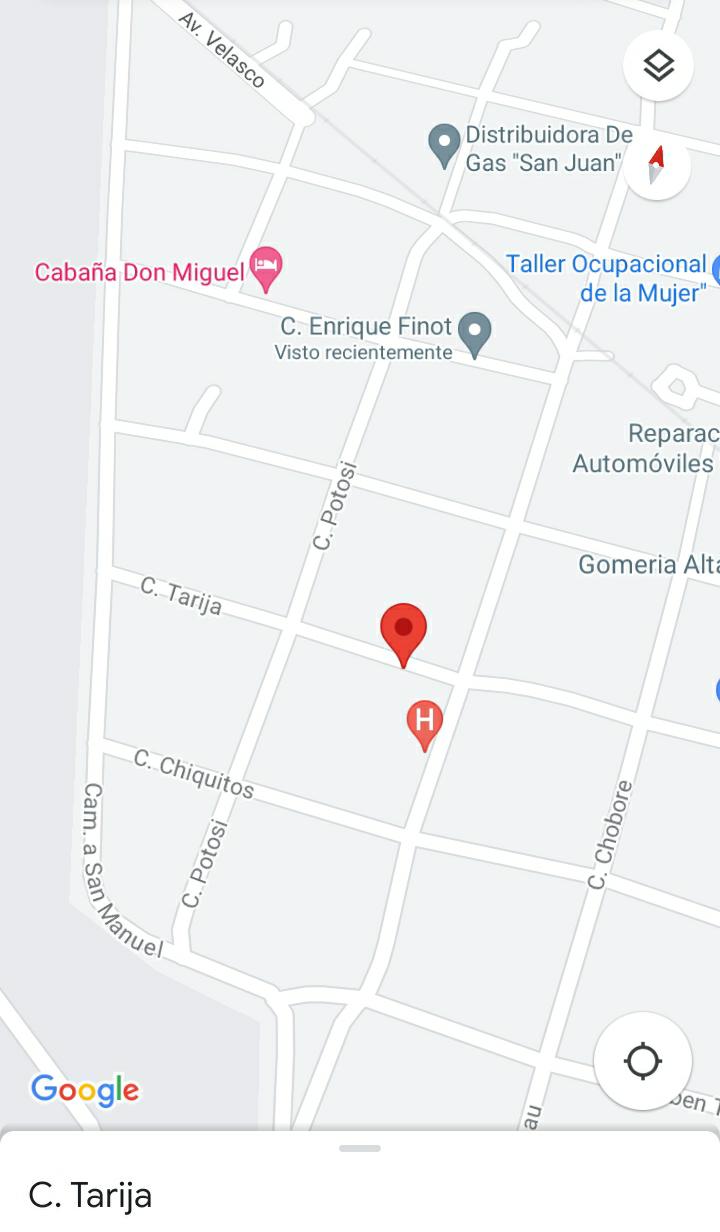 Av. Velasco
Distribuidora De
Gas "San Juan"
Cabaña Don Miguel
Taller Ocupacional
de la Mujer"
C. Enrique Finot
Visto recientemente
Reparac
Automóviles
C. Potosi
Gomeria Alta
C. Tarija
H
C. Chiquitos
C. Chobore
Cam. a San Manuel
C. Potosi
Google
au
ben T
C. Tarija